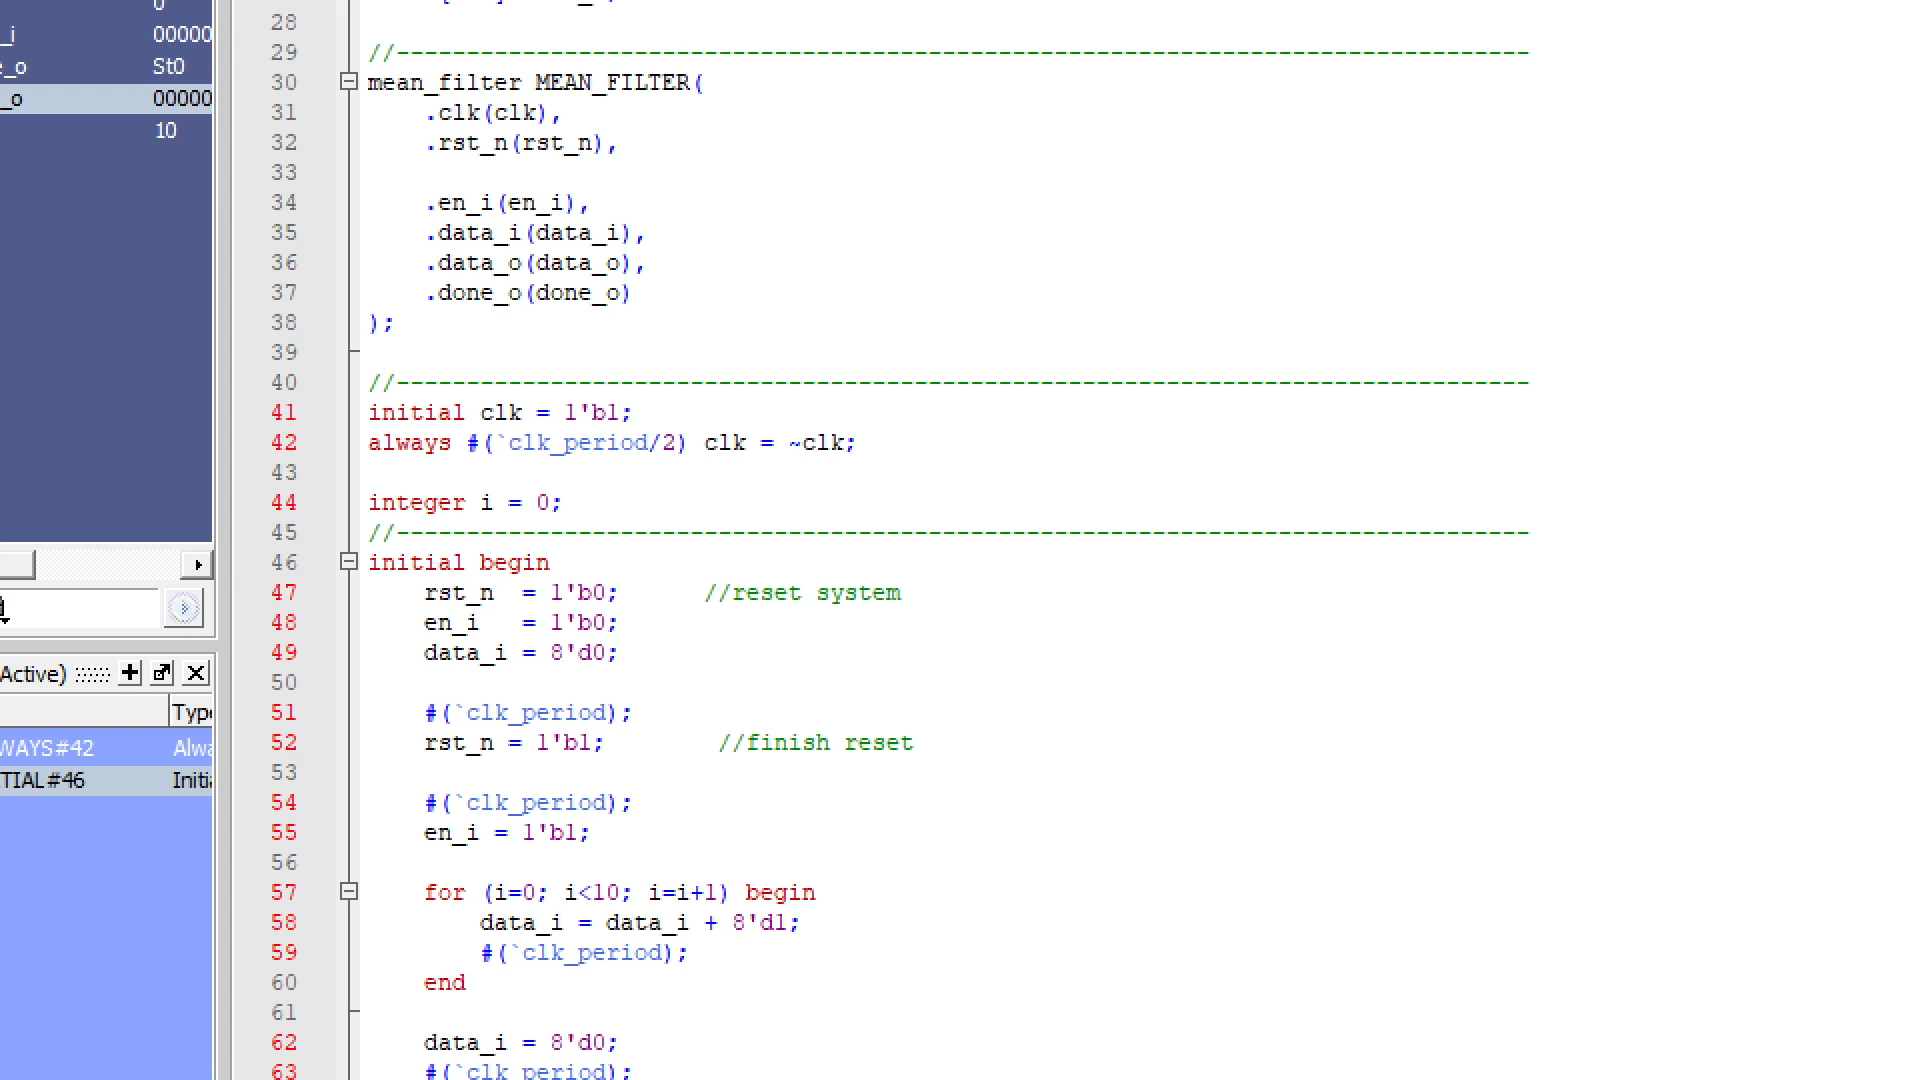 0
_i 00000
e_o St0
_o 00000
10
Active)
Type
WAYS#42 Alwa
TIAL#46 Initia
28
29 //---------------------------------------------------------------------------------
30 mean_filter MEAN_FILTER(
31 .clk(clk),
32 .rst_n(rst_n),
33
34 .en_i(en_i),
35 .data_i(data_i),
36 .data_o(data_o),
37 .done_o(done_o)
38 );
39
40 //---------------------------------------------------------------------------------
41 initial clk = 1'b1;
42 always #(`clk_period/2) clk = ~clk;
43
44 integer i = 0;
45 //---------------------------------------------------------------------------------
46 initial begin
47 rst_n  = 1'b0; //reset system
48 en_i   = 1'b0;
49 data_i = 8'd0;
50
51 #(`clk_period);
52 rst_n = 1'b1; //finish reset
53
54 #(`clk_period);
55 en_i = 1'b1;
56
57 for (i=0; i<10; i=i+1) begin
58 data_i = data_i + 8'd1;
59 #(`clk_period);
60 end
61
62 data_i = 8'd0;
63 #(`clk_period);